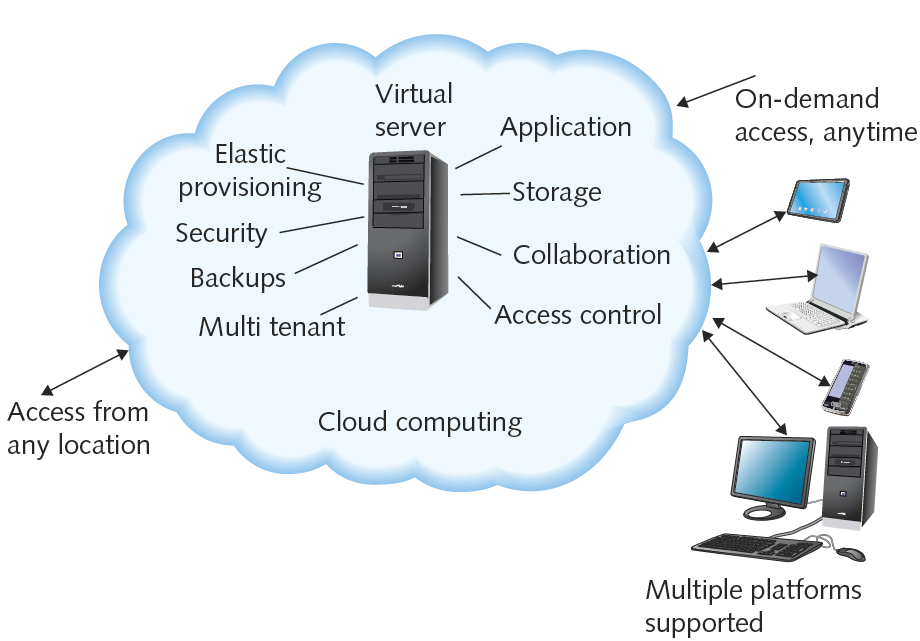 Virtual
server
Application
Elastic
provisioning
Storage
Security
Collaboration
Backups
Multi tenant
Access control
Cloud computing
On-demand
access, anytime
Access from
any location
Multiple platforms
supported